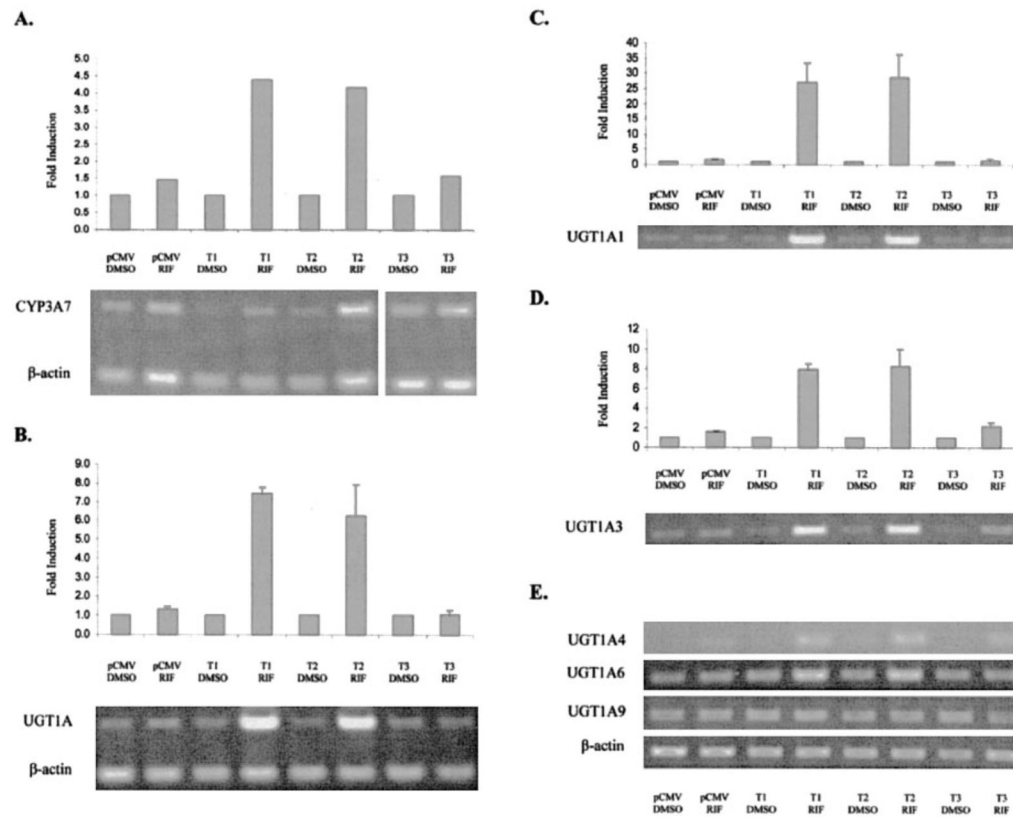 A.
Fold Induction
5.0
4.5
4.0
3.5
3.0
2.5
2.0
1.5
1.0
0.5
0.0
pCMV pCMV T1 T1 T2 T2 T3 T3
DMSO RIF DMSO RIF DMSO RIF DMSO RIF
CYP3A7
β-actin
B.
Fold Induction
9.0
8.0
7.0
6.0
5.0
4.0
3.0
2.0
1.0
0.0
pCMV pCMV T1 T1 T2 T2 T3 T3
DMSO RIF DMSO RIF DMSO RIF DMSO RIF
UGT1A
β-actin
C.
Fold Induction
40
35
30
25
20
15
10
5
0
pCMV pCMV T1 T1 T2 T2 T3 T3
DMSO RIF DMSO RIF DMSO RIF DMSO RIF
UGT1A1
D.
Fold Induction
12
10
8
6
4
2
0
pCMV pCMV T1 T1 T2 T2 T3 T3
DMSO RIF DMSO RIF DMSO RIF DMSO RIF
UGT1A3
E.
UGT1A4
UGT1A6
UGT1A9
β-actin
pCMV pCMV T1 T1 T2 T2 T3 T3
DMSO RIF DMSO RIF DMSO RIF DMSO RIF